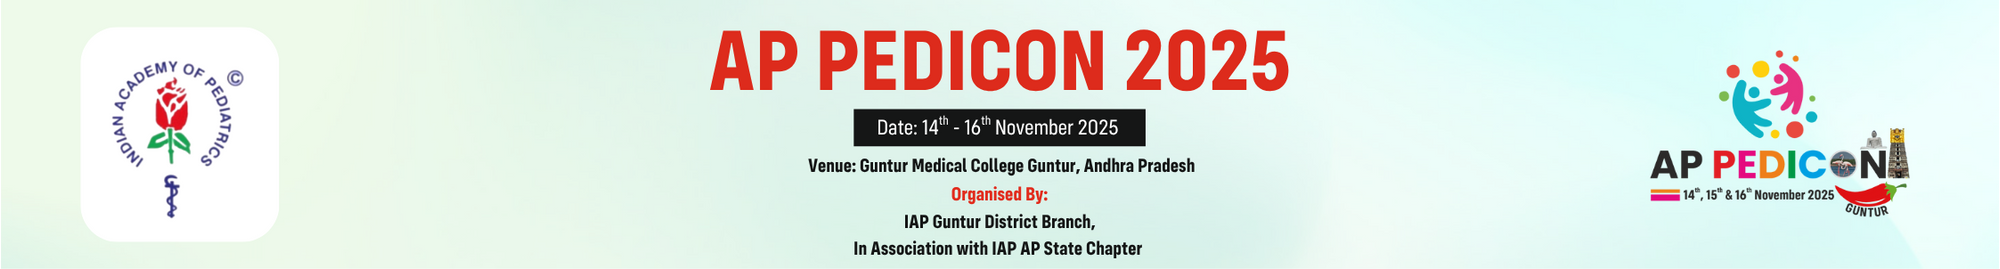 INDIAN ACADEMY OF PEDIATRICS ©
AP PEDICON 2025
Date: 14th - 16th November 2025
Venue: Guntur Medical College Guntur, Andhra Pradesh
Organised By:
IAP Guntur District Branch,
In Association with IAP AP State Chapter
AP PEDICON
14th, 15th & 16th November 2025
GUNTUR